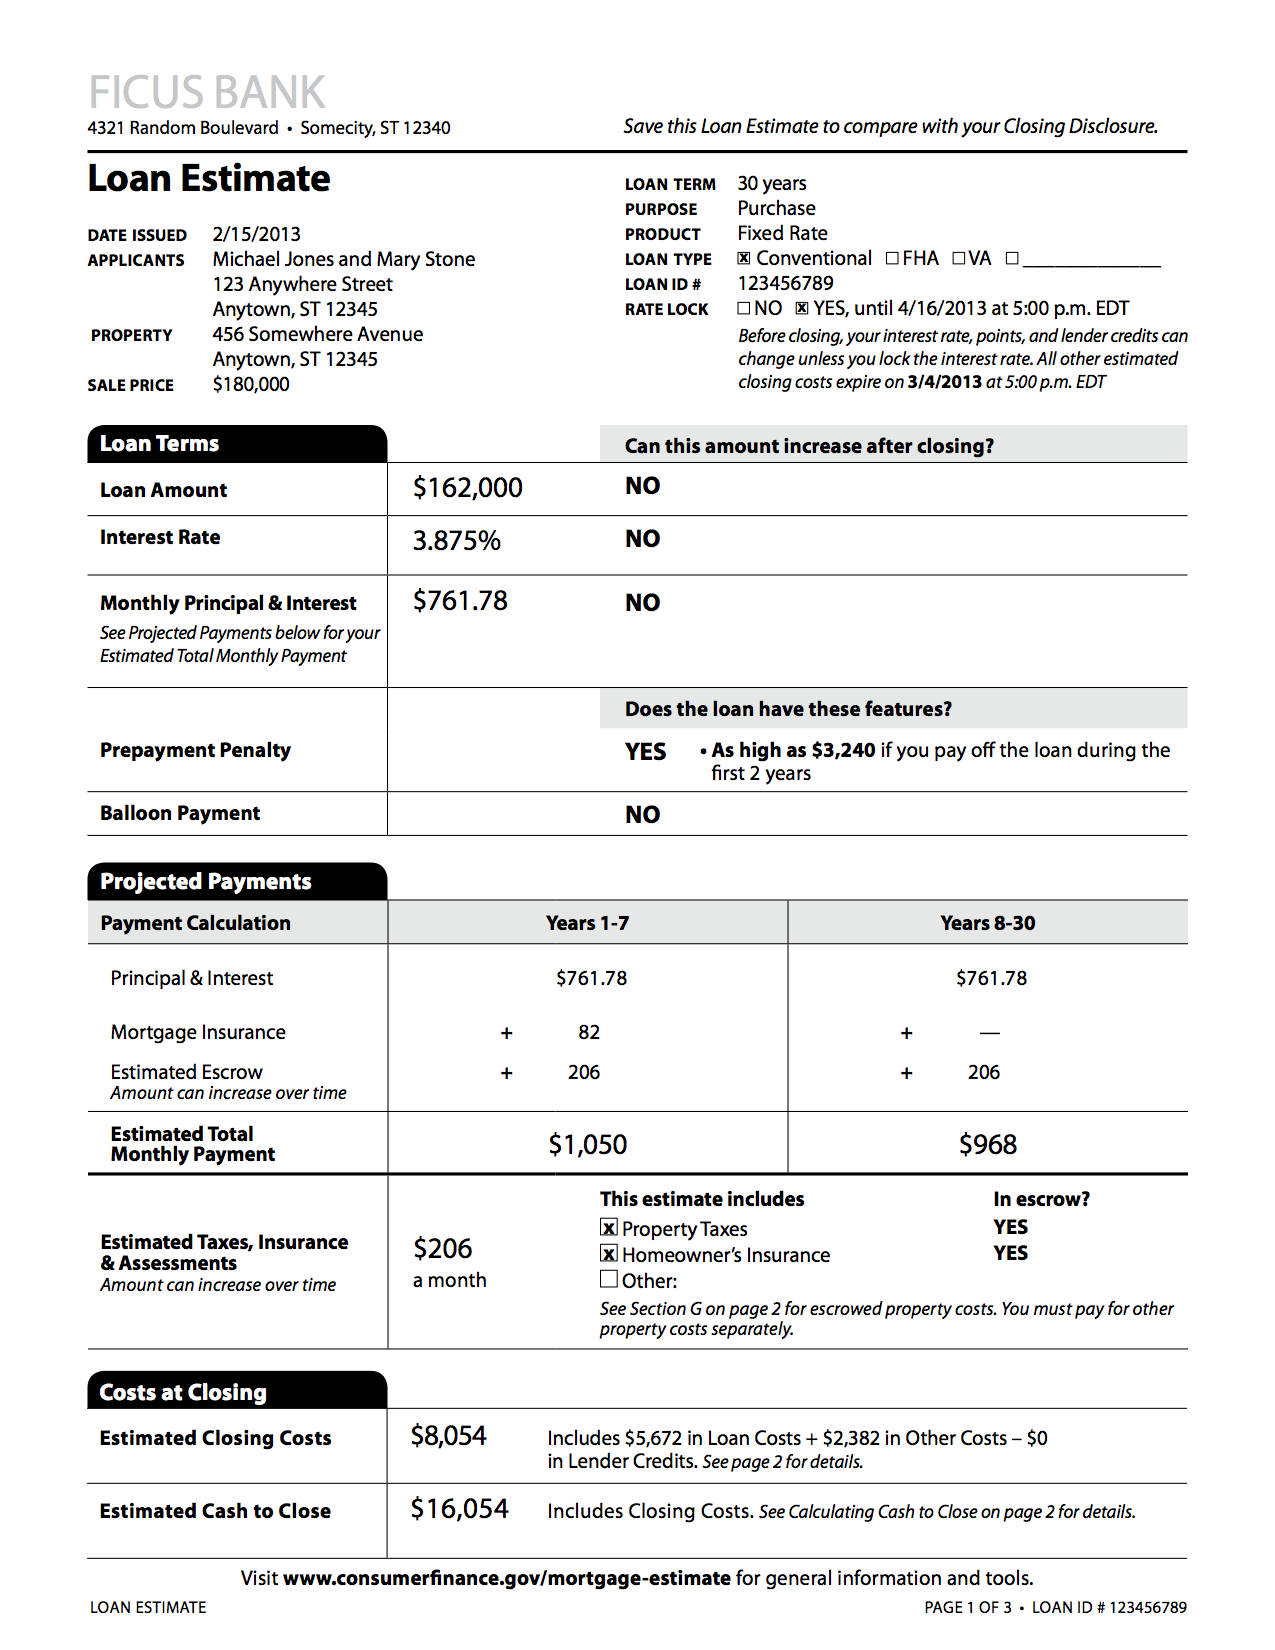 FICUS BANK
4321 Random Boulevard • Somecity, ST 12340
Save this Loan Estimate to compare with your Closing Disclosure.
Loan Estimate
DATE ISSUED 2/15/2013
APPLICANTS Michael Jones and Mary Stone
123 Anywhere Street
Anytown, ST 12345
PROPERTY 456 Somewhere Avenue
Anytown, ST 12345
SALE PRICE $180,000
LOAN TERM 30 years
PURPOSE Purchase
PRODUCT Fixed Rate
LOAN TYPE ☒ Conventional ☐ FHA ☐ VA ☐ _____________
LOAN ID # 123456789
RATE LOCK ☐ NO ☒ YES, until 4/16/2013 at 5:00 p.m. EDT
Before closing, your interest rate, points, and lender credits can
change unless you lock the interest rate. All other estimated
closing costs expire on 3/4/2013 at 5:00 p.m. EDT
Loan Terms Can this amount increase after closing?
Loan Amount $162,000 NO
Interest Rate 3.875% NO
Monthly Principal & Interest $761.78 NO
See Projected Payments below for your
Estimated Total Monthly Payment
Does the loan have these features?
Prepayment Penalty YES • As high as $3,240 if you pay off the loan during the
first 2 years
Balloon Payment NO
Projected Payments
Payment Calculation Years 1-7 Years 8-30
Principal & Interest $761.78 $761.78
Mortgage Insurance + 82 + —
Estimated Escrow + 206 + 206
Amount can increase over time
Estimated Total
Monthly Payment $1,050 $968
This estimate includes In escrow?
☒ Property Taxes YES
☒ Homeowner's Insurance YES
☐ Other:
See Section G on page 2 for escrowed property costs. You must pay for other
property costs separately.
Estimated Taxes, Insurance
& Assessments
Amount can increase over time
$206
a month
Costs at Closing
Estimated Closing Costs $8,054 Includes $5,672 in Loan Costs + $2,382 in Other Costs – $0
in Lender Credits. See page 2 for details.
Estimated Cash to Close $16,054 Includes Closing Costs. See Calculating Cash to Close on page 2 for details.
Visit www.consumerfinance.gov/mortgage-estimate for general information and tools.
LOAN ESTIMATE PAGE 1 OF 3 • LOAN ID # 123456789